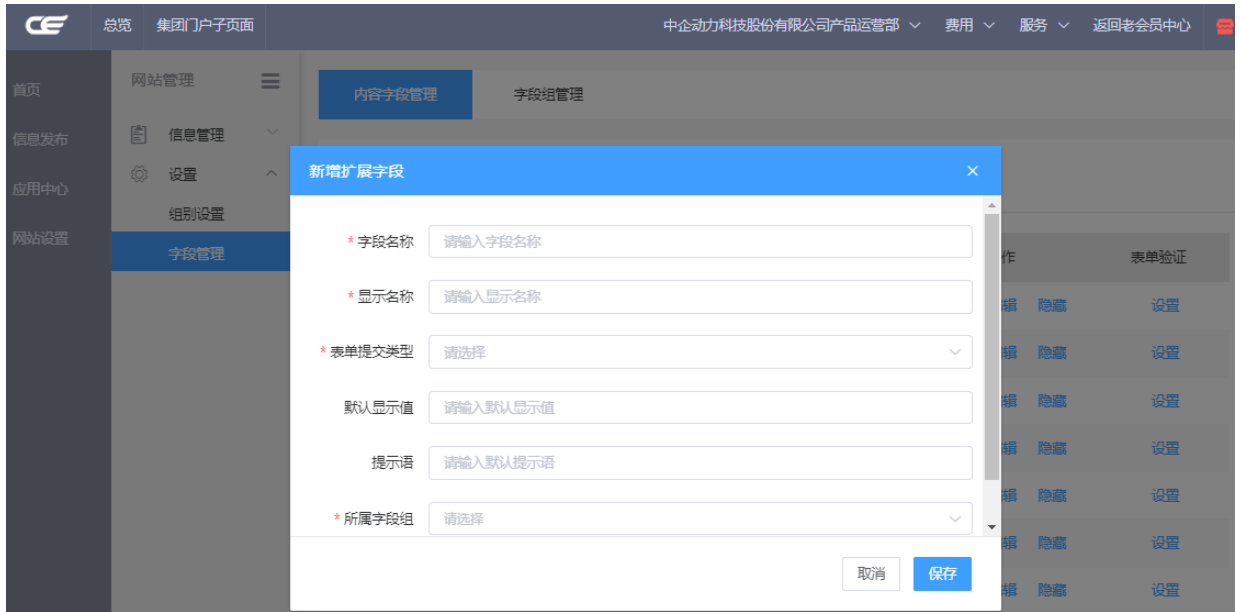 CE 总览 集团门户子页面 中企动力科技股份有限公司产品运营部 费用 服务 返回老会员中心
首页
信息发布
应用中心
网站设置
网站管理
信息管理
设置
组别设置
字段管理
内容字段管理 字段组管理
新增扩展字段 ×
* 字段名称 请输入字段名称
* 显示名称 请输入显示名称
* 表单提交类型 请选择
默认显示值 请输入默认显示值
提示语 请输入默认提示语
* 所属字段组 请选择
取消 保存
作 表单验证
辑 隐藏 设置
辑 隐藏 设置
辑 隐藏 设置
辑 隐藏 设置
辑 隐藏 设置
辑 隐藏 设置
辑 隐藏 设置